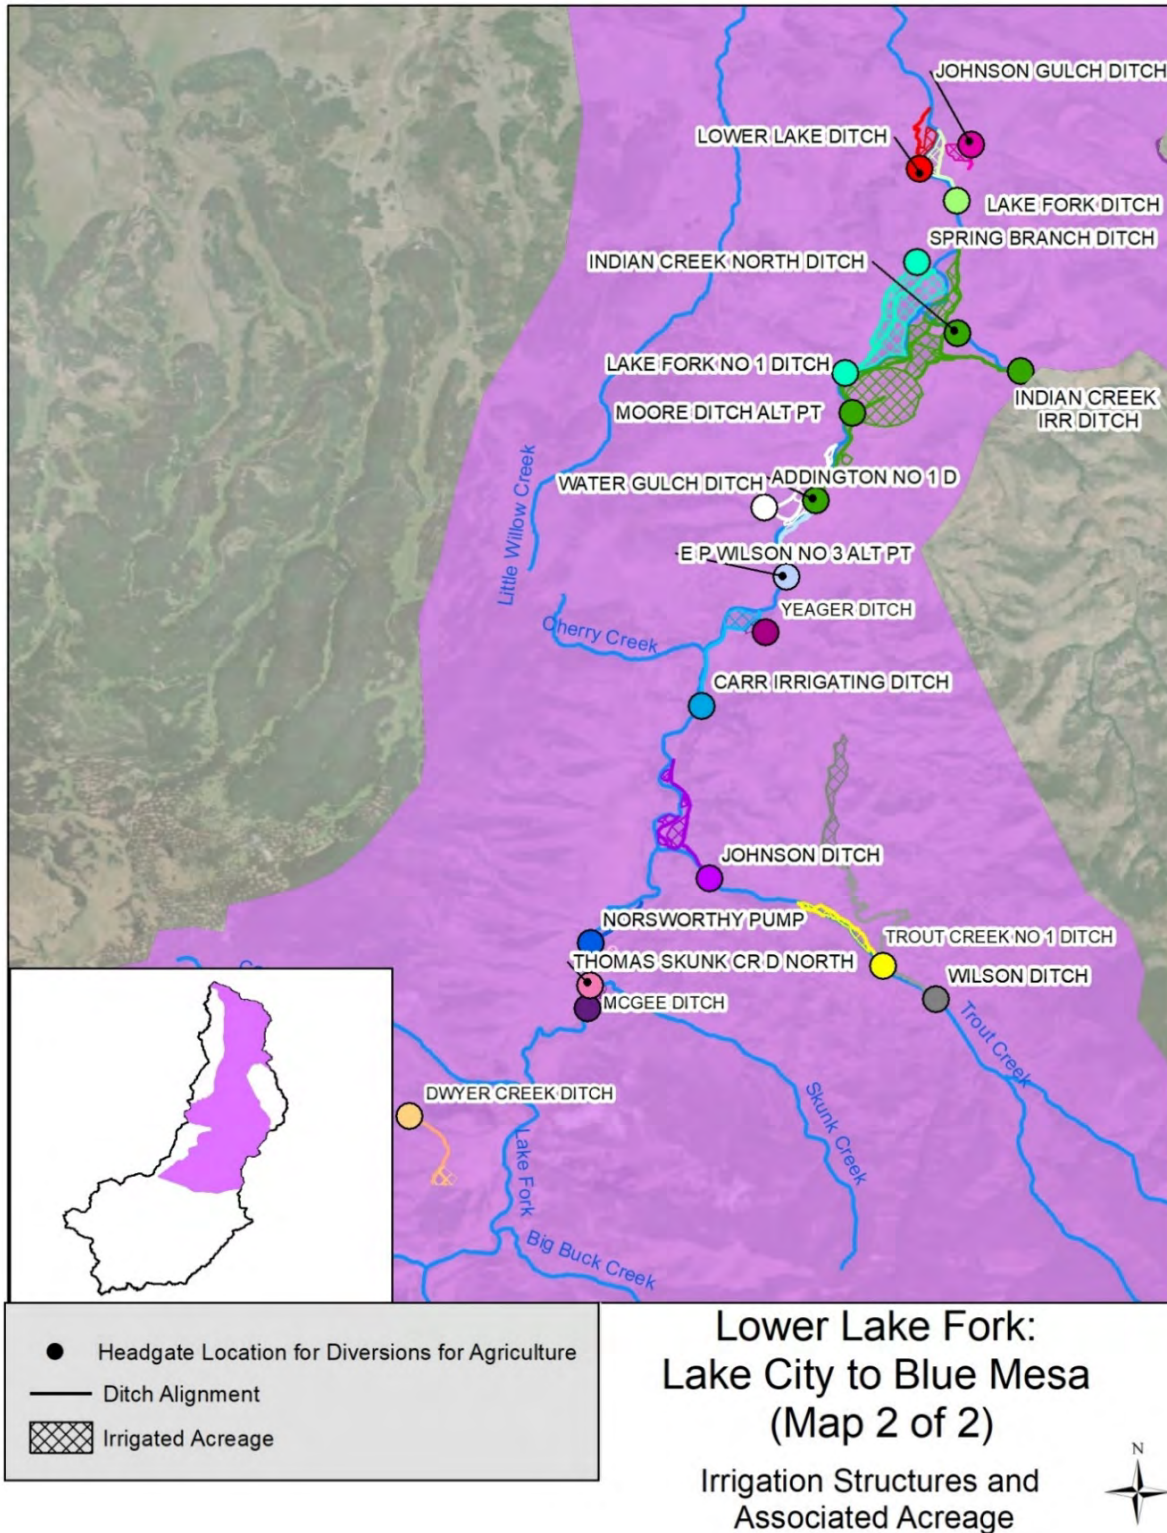 JOHNSON GULCH DITCH
LOWER LAKE DITCH
LAKE FORK DITCH
SPRING BRANCH DITCH
INDIAN CREEK NORTH DITCH
LAKE FORK NO 1 DITCH
INDIAN CREEK
IRR DITCH
MOORE DITCH ALT PT
ADDINGTON NO 1 D
WATER GULCH DITCH
Little Willow Creek
E P WILSON NO 3 ALT PT
YEAGER DITCH
Cherry Creek
CARR IRRIGATING DITCH
JOHNSON DITCH
NORSWORTHY PUMP
TROUT CREEK NO 1 DITCH
THOMAS SKUNK CR D NORTH
WILSON DITCH
MCGEE DITCH
Trout Creek
DWYER CREEK DITCH
Skunk Creek
Lake Fork
Big Buck Creek
Headgate Location for Diversions for Agriculture
Ditch Alignment
Irrigated Acreage
Lower Lake Fork:
Lake City to Blue Mesa
(Map 2 of 2)
Irrigation Structures and
Associated Acreage
N